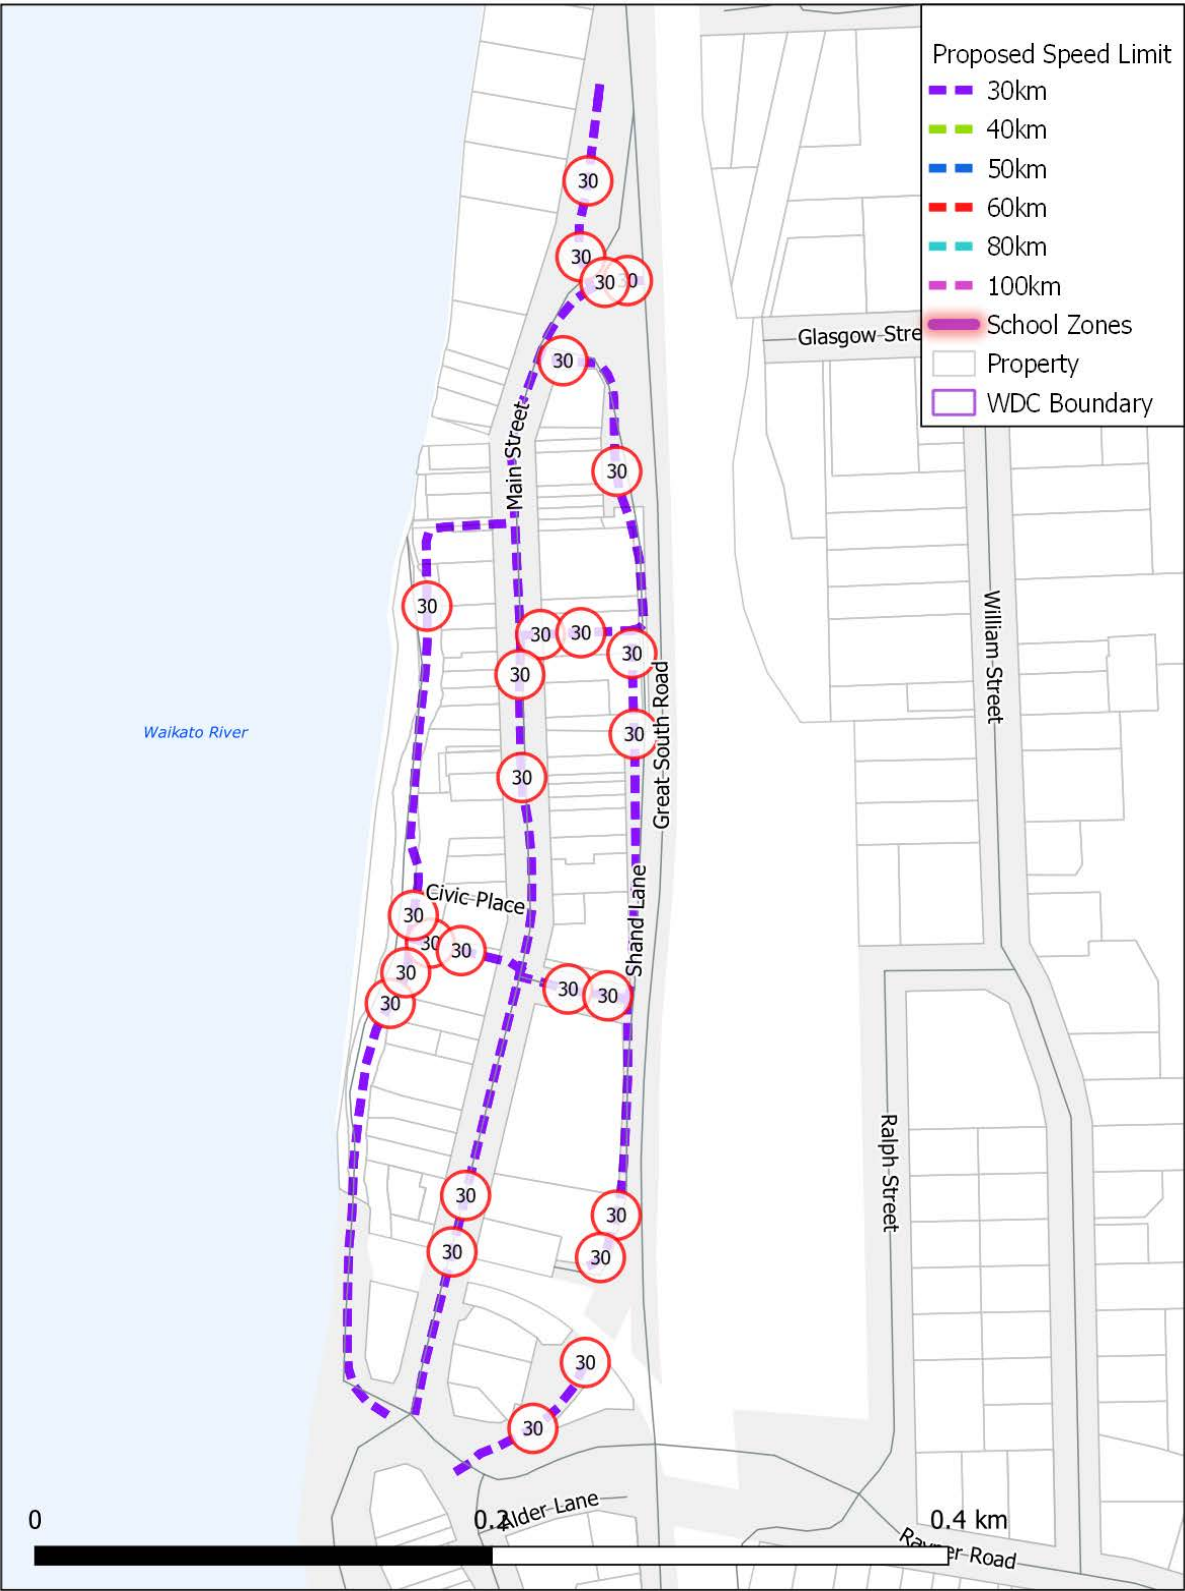 Proposed Speed Limit
30km
40km
50km
60km
80km
100km
School Zones
Property
WDC Boundary
30
30
30
30
Glasgow Stre
30
Main Street
30
William Street
30
30
30
30
30
Great South Road
30
Waikato River
30
Shand Lane
Civic Place
30
30
30
30
30
30
30
Ralph Street
30
30
30
30
30
30
0
0.2
0.4 km
Alder Lane
Rayner Road